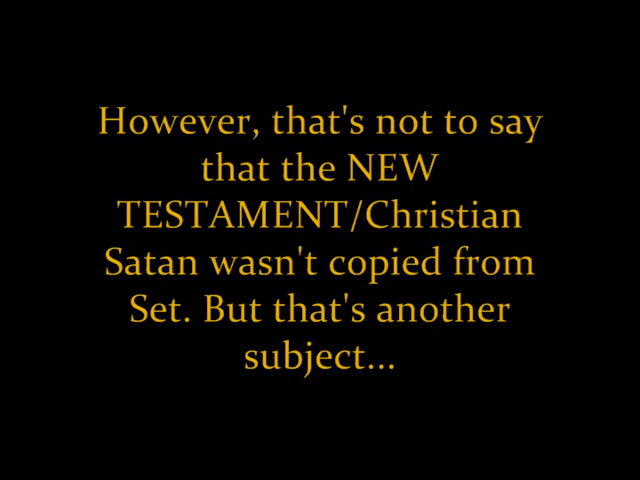 However, that's not to say
that the NEW
TESTAMENT/Christian
Satan wasn't copied from
Set. But that's another
subject...